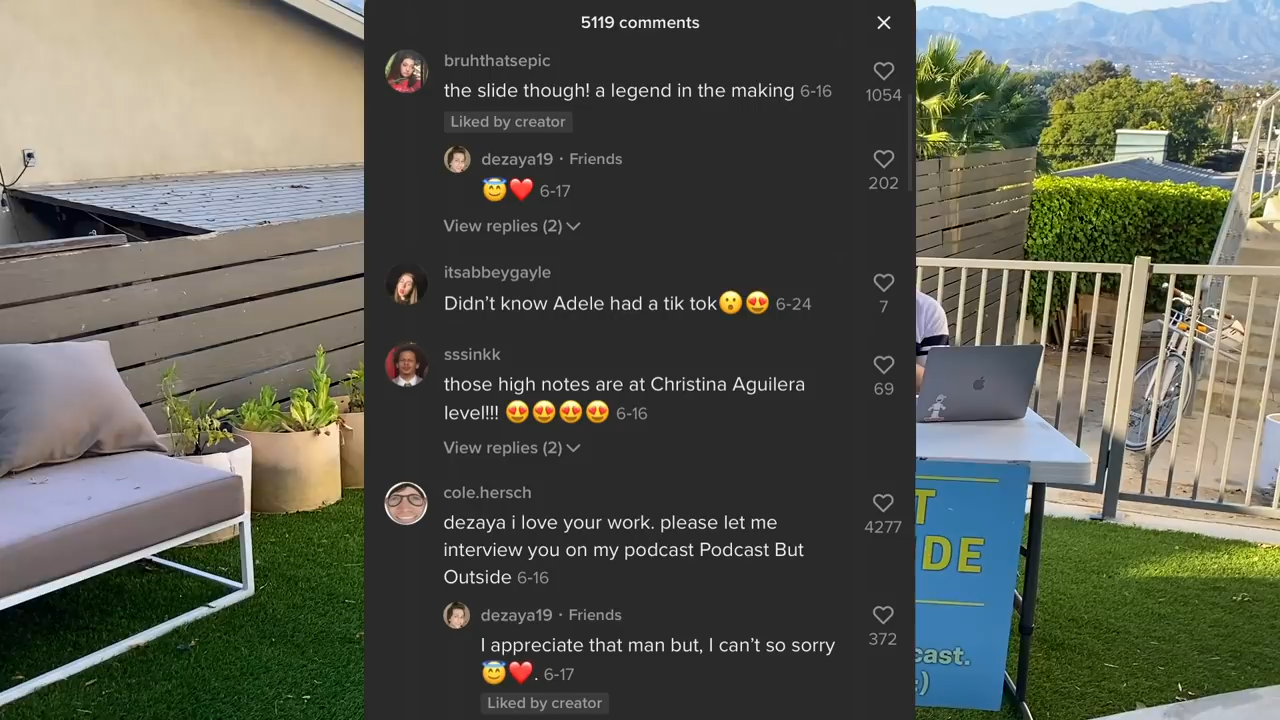 5119 comments
bruhthatsepic
the slide though! a legend in the making 6-16
1054
Liked by creator
dezaya19 · Friends
😇❤️ 6-17
202
View replies (2)
itsabbeygayle
Didn't know Adele had a tik tok😮😍 6-24
7
sssinkk
those high notes are at Christina Aguilera
level!!! 😍😍😍😍 6-16
69
View replies (2)
cole.hersch
dezaya i love your work. please let me
interview you on my podcast Podcast But
Outside 6-16
4277
dezaya19 · Friends
I appreciate that man but, I can't so sorry
😇❤️. 6-17
372
Liked by creator
T
DE
cast.
:)